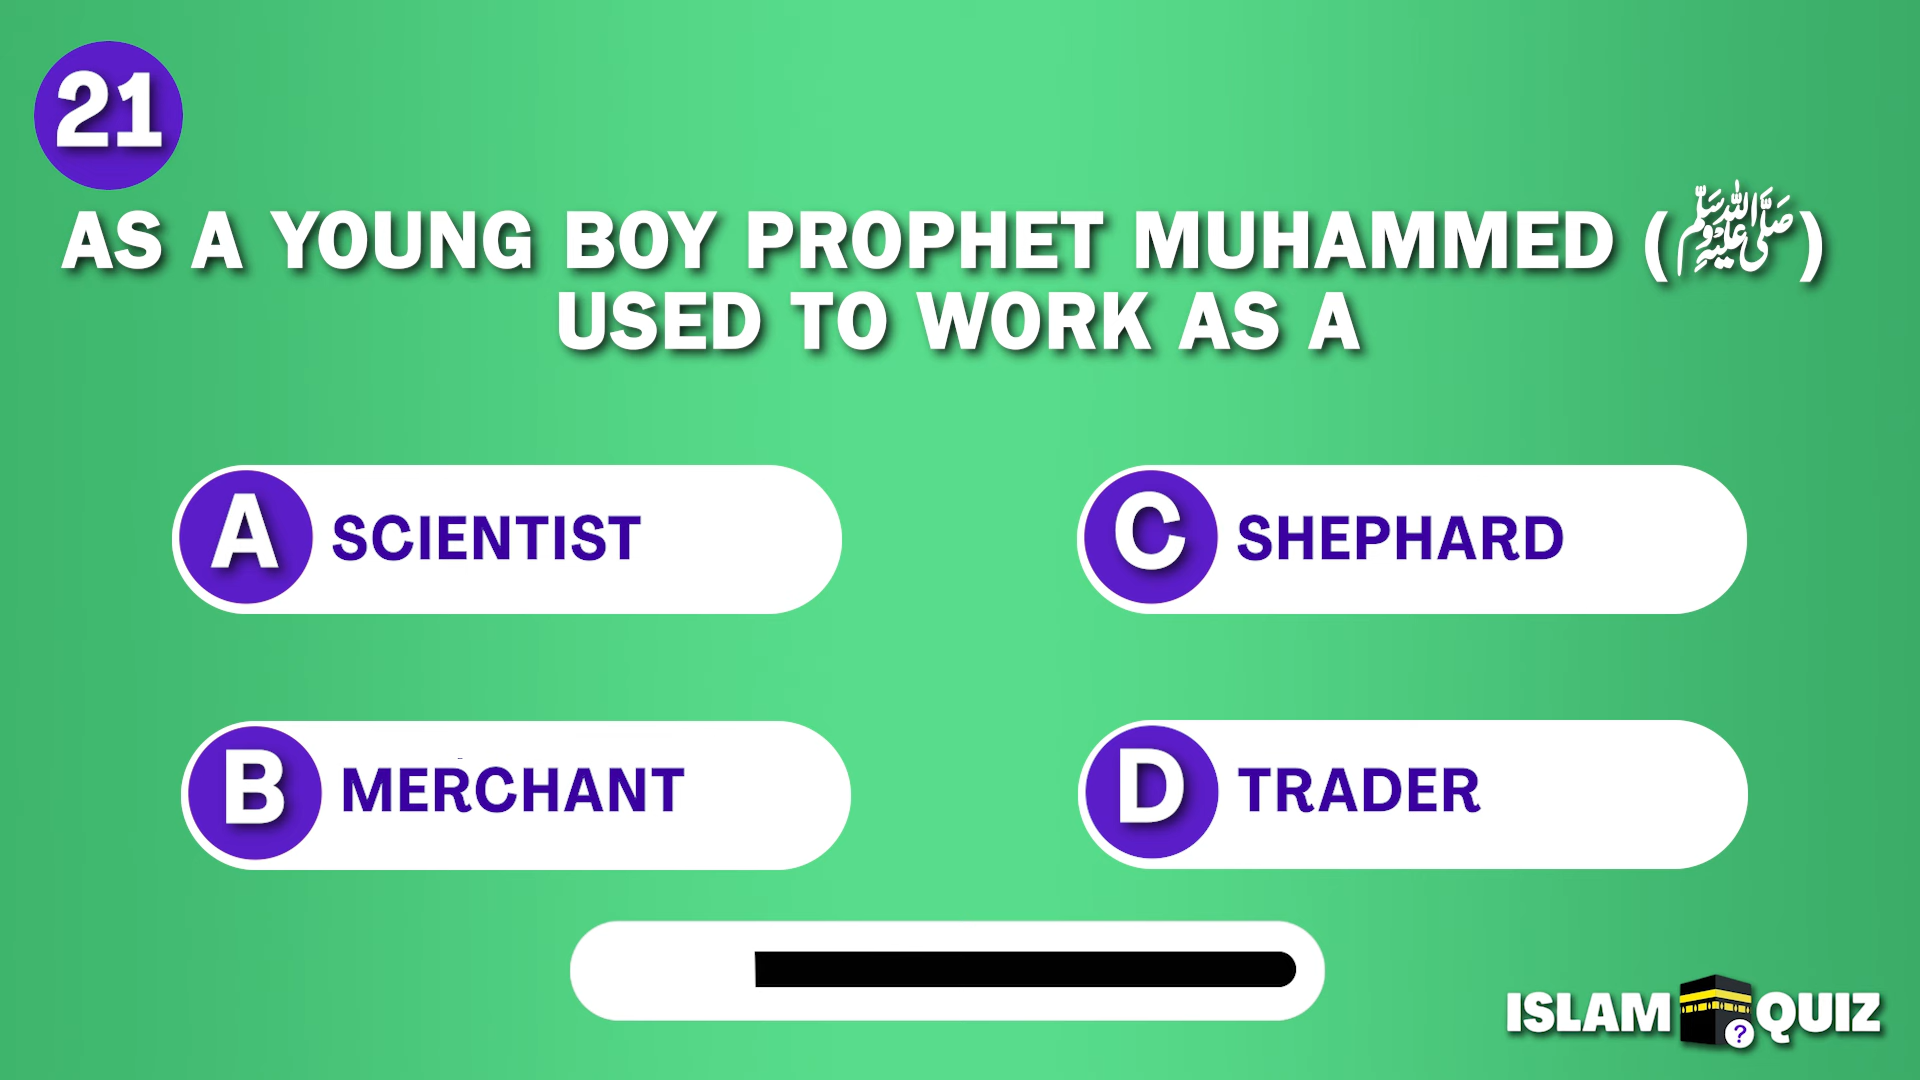 21
AS A YOUNG BOY PROPHET MUHAMMED (ﷺ)
USED TO WORK AS A
A SCIENTIST
C SHEPHARD
B MERCHANT
D TRADER
ISLAM ? QUIZ